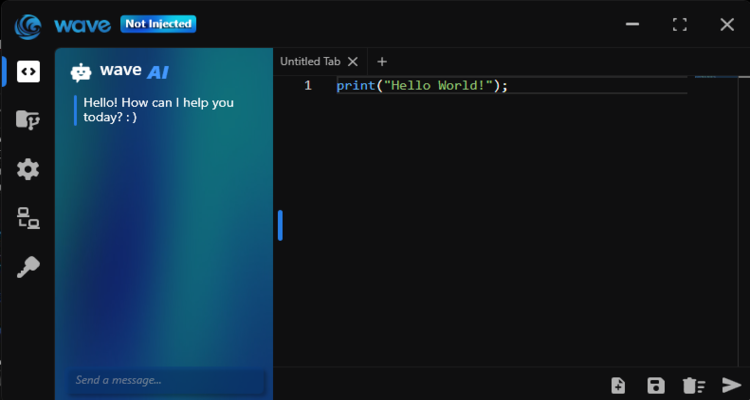 wave Not Injected
wave AI
Hello! How can I help you
today? : )
Send a message...
Untitled Tab
1 print("Hello World!");